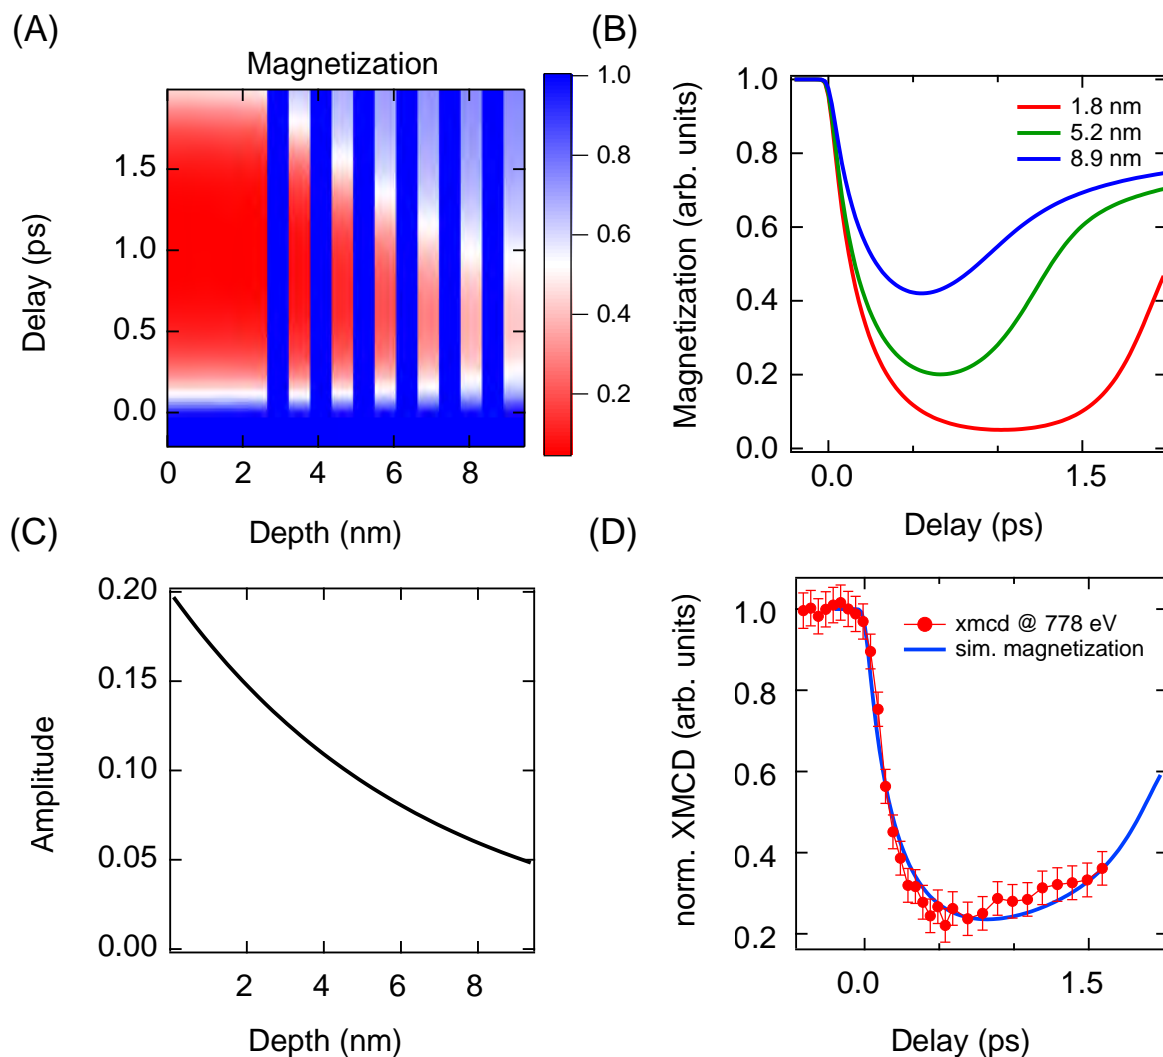 (A)
Magnetization
Delay (ps)
1.5
1.0
0.5
0.0
0 2 4 6 8
Depth (nm)
1.0
0.8
0.6
0.4
0.2
(B)
Magnetization (arb. units)
1.0
0.8
0.6
0.4
0.2
0.0
1.8 nm
5.2 nm
8.9 nm
0.0 1.5
Delay (ps)
(C)
Amplitude
0.20
0.15
0.10
0.05
0.00
2 4 6 8
Depth (nm)
(D)
norm. XMCD (arb. units)
1.0
0.8
0.6
0.4
0.2
xmcd @ 778 eV
sim. magnetization
0.0 1.5
Delay (ps)